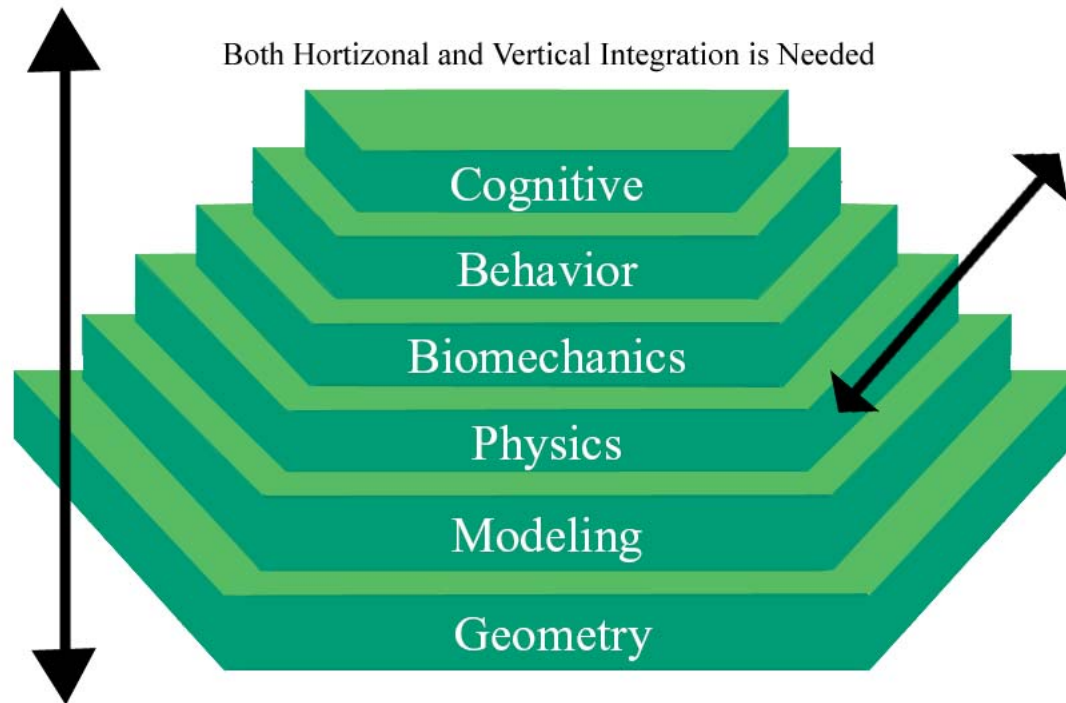 Both Hortizonal and Vertical Integration is Needed
Cognitive
Behavior
Biomechanics
Physics
Modeling
Geometry